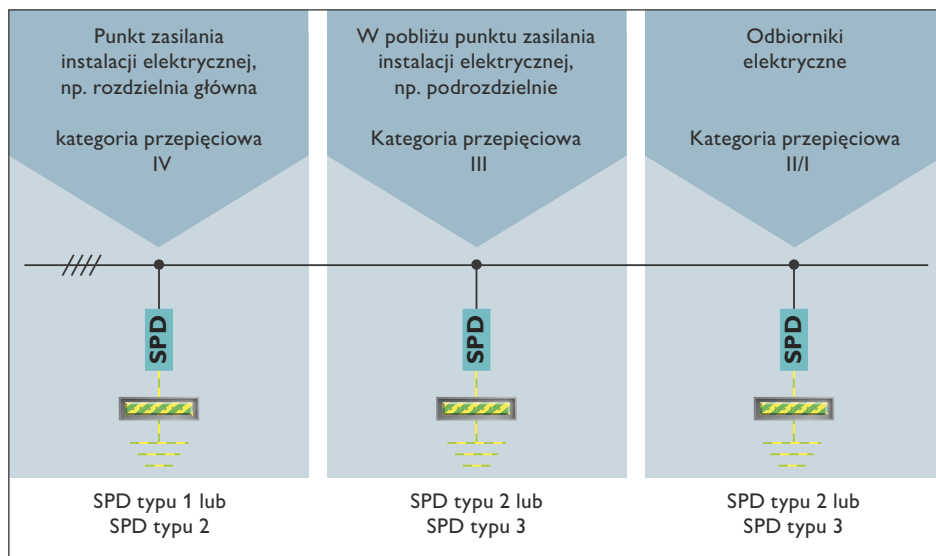 Punkt zasilania
instalacji elektrycznej,
np. rozdzielnia główna
kategoria przepięciowa
IV
W pobliżu punktu zasilania
instalacji elektrycznej,
np. podrozdzielnie
Kategoria przepięciowa
III
Odbiorniki
elektryczne
Kategoria przepięciowa
II/I
SPD
SPD
SPD
SPD typu 1 lub
SPD typu 2
SPD typu 2 lub
SPD typu 3
SPD typu 2 lub
SPD typu 3